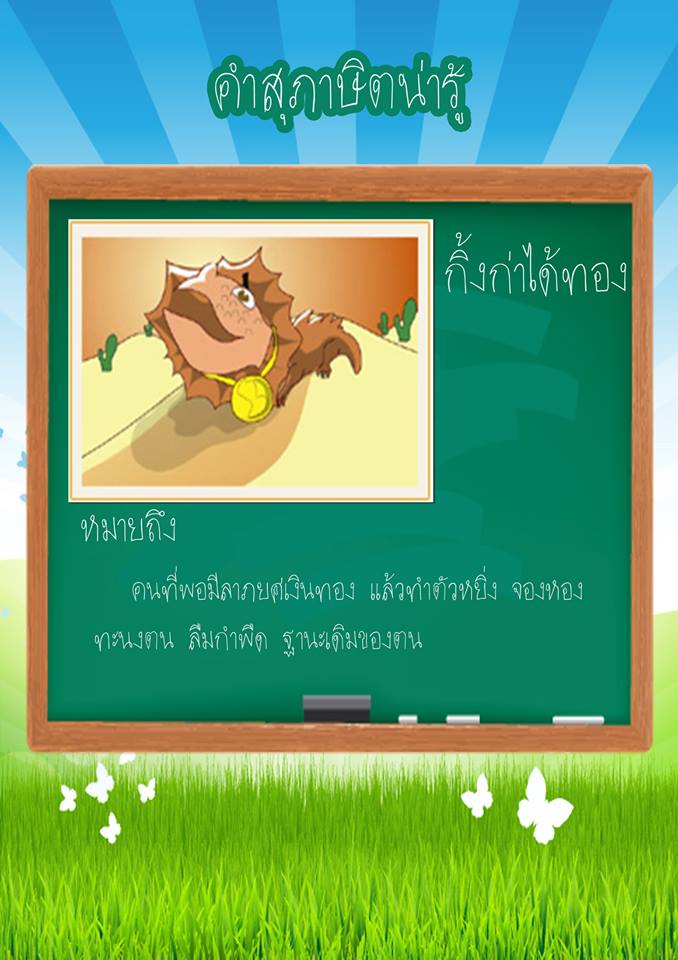 คำสุภาษิตน่ารู้
กิ้งก่าได้ทอง
หมายถึง
คนที่พอมีลาภยศเงินทอง แล้วทำตัวหยิ่ง จองหอง
ทะนงตน ลืมกำพืด ฐานะเดิมของตน